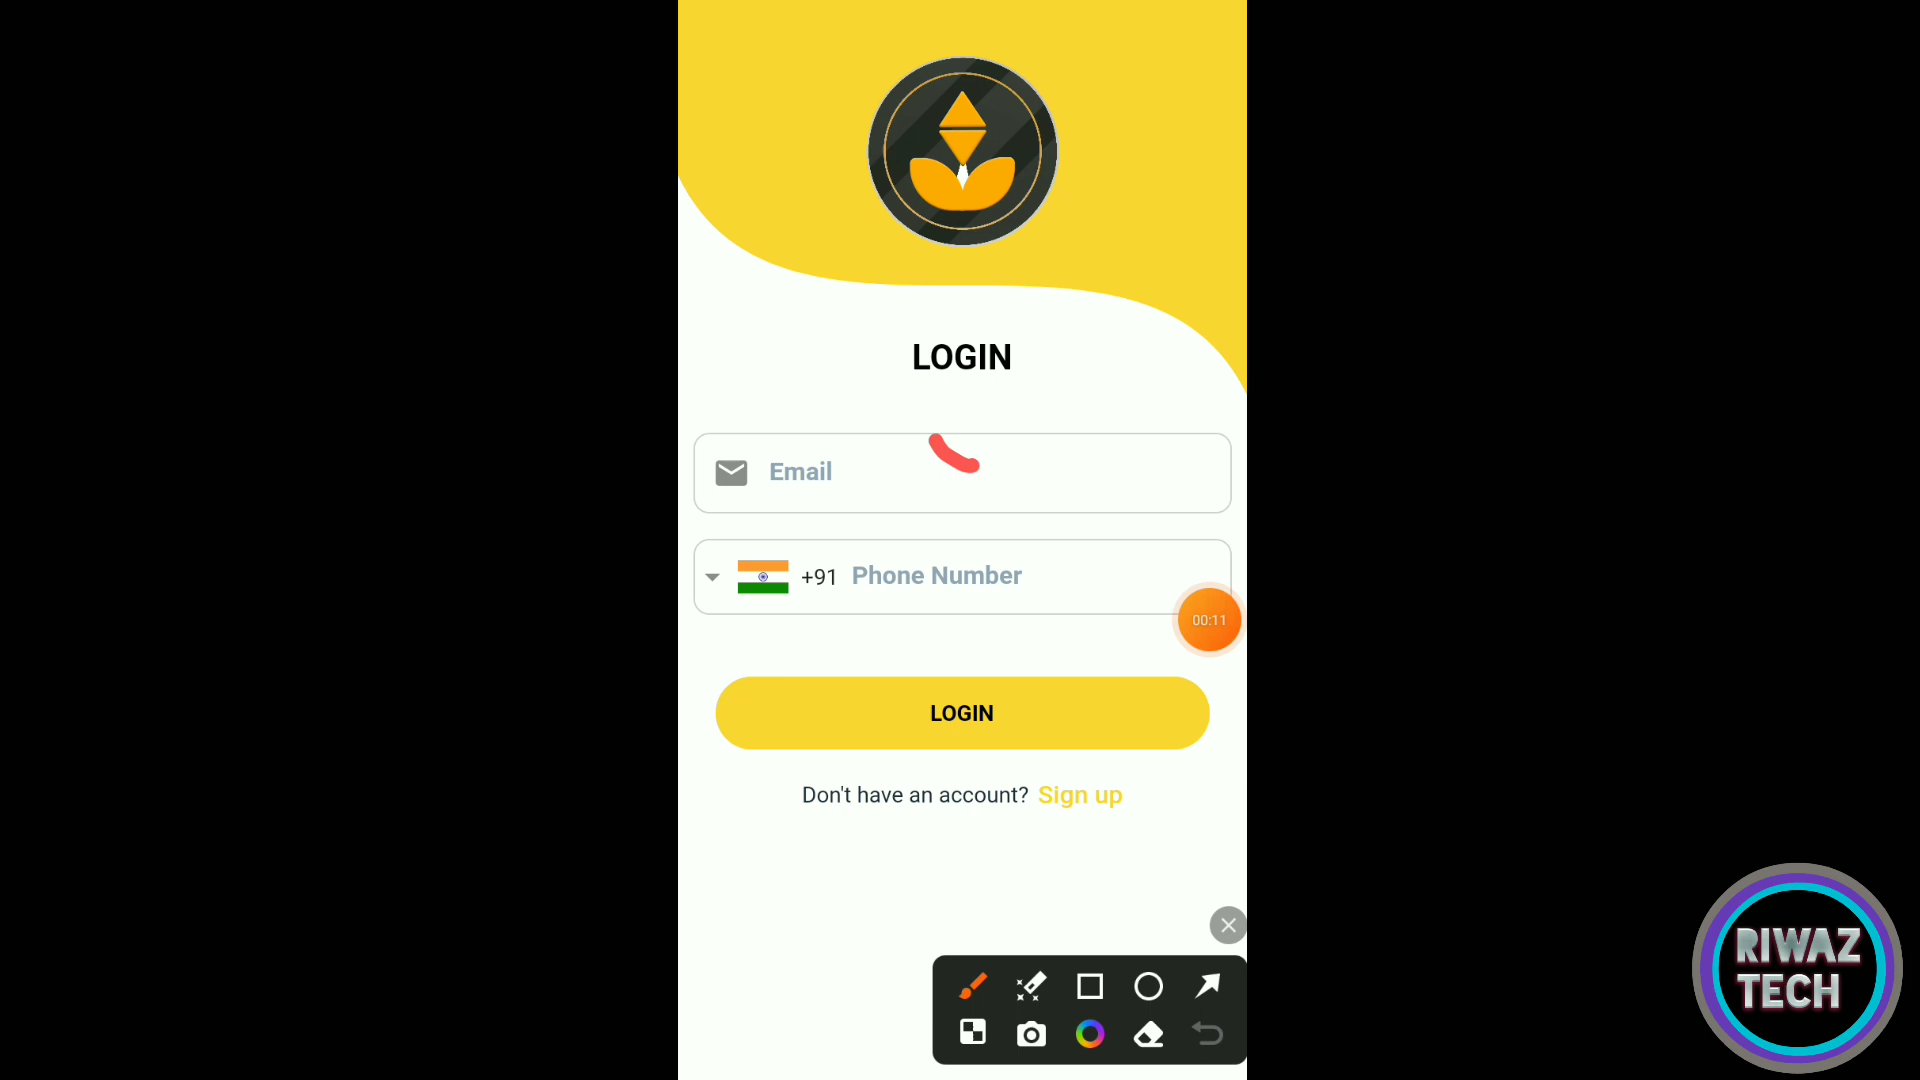 LOGIN
Email
+91 Phone Number
00:11
LOGIN
Don't have an account? Sign up
RIWAZ
TECH